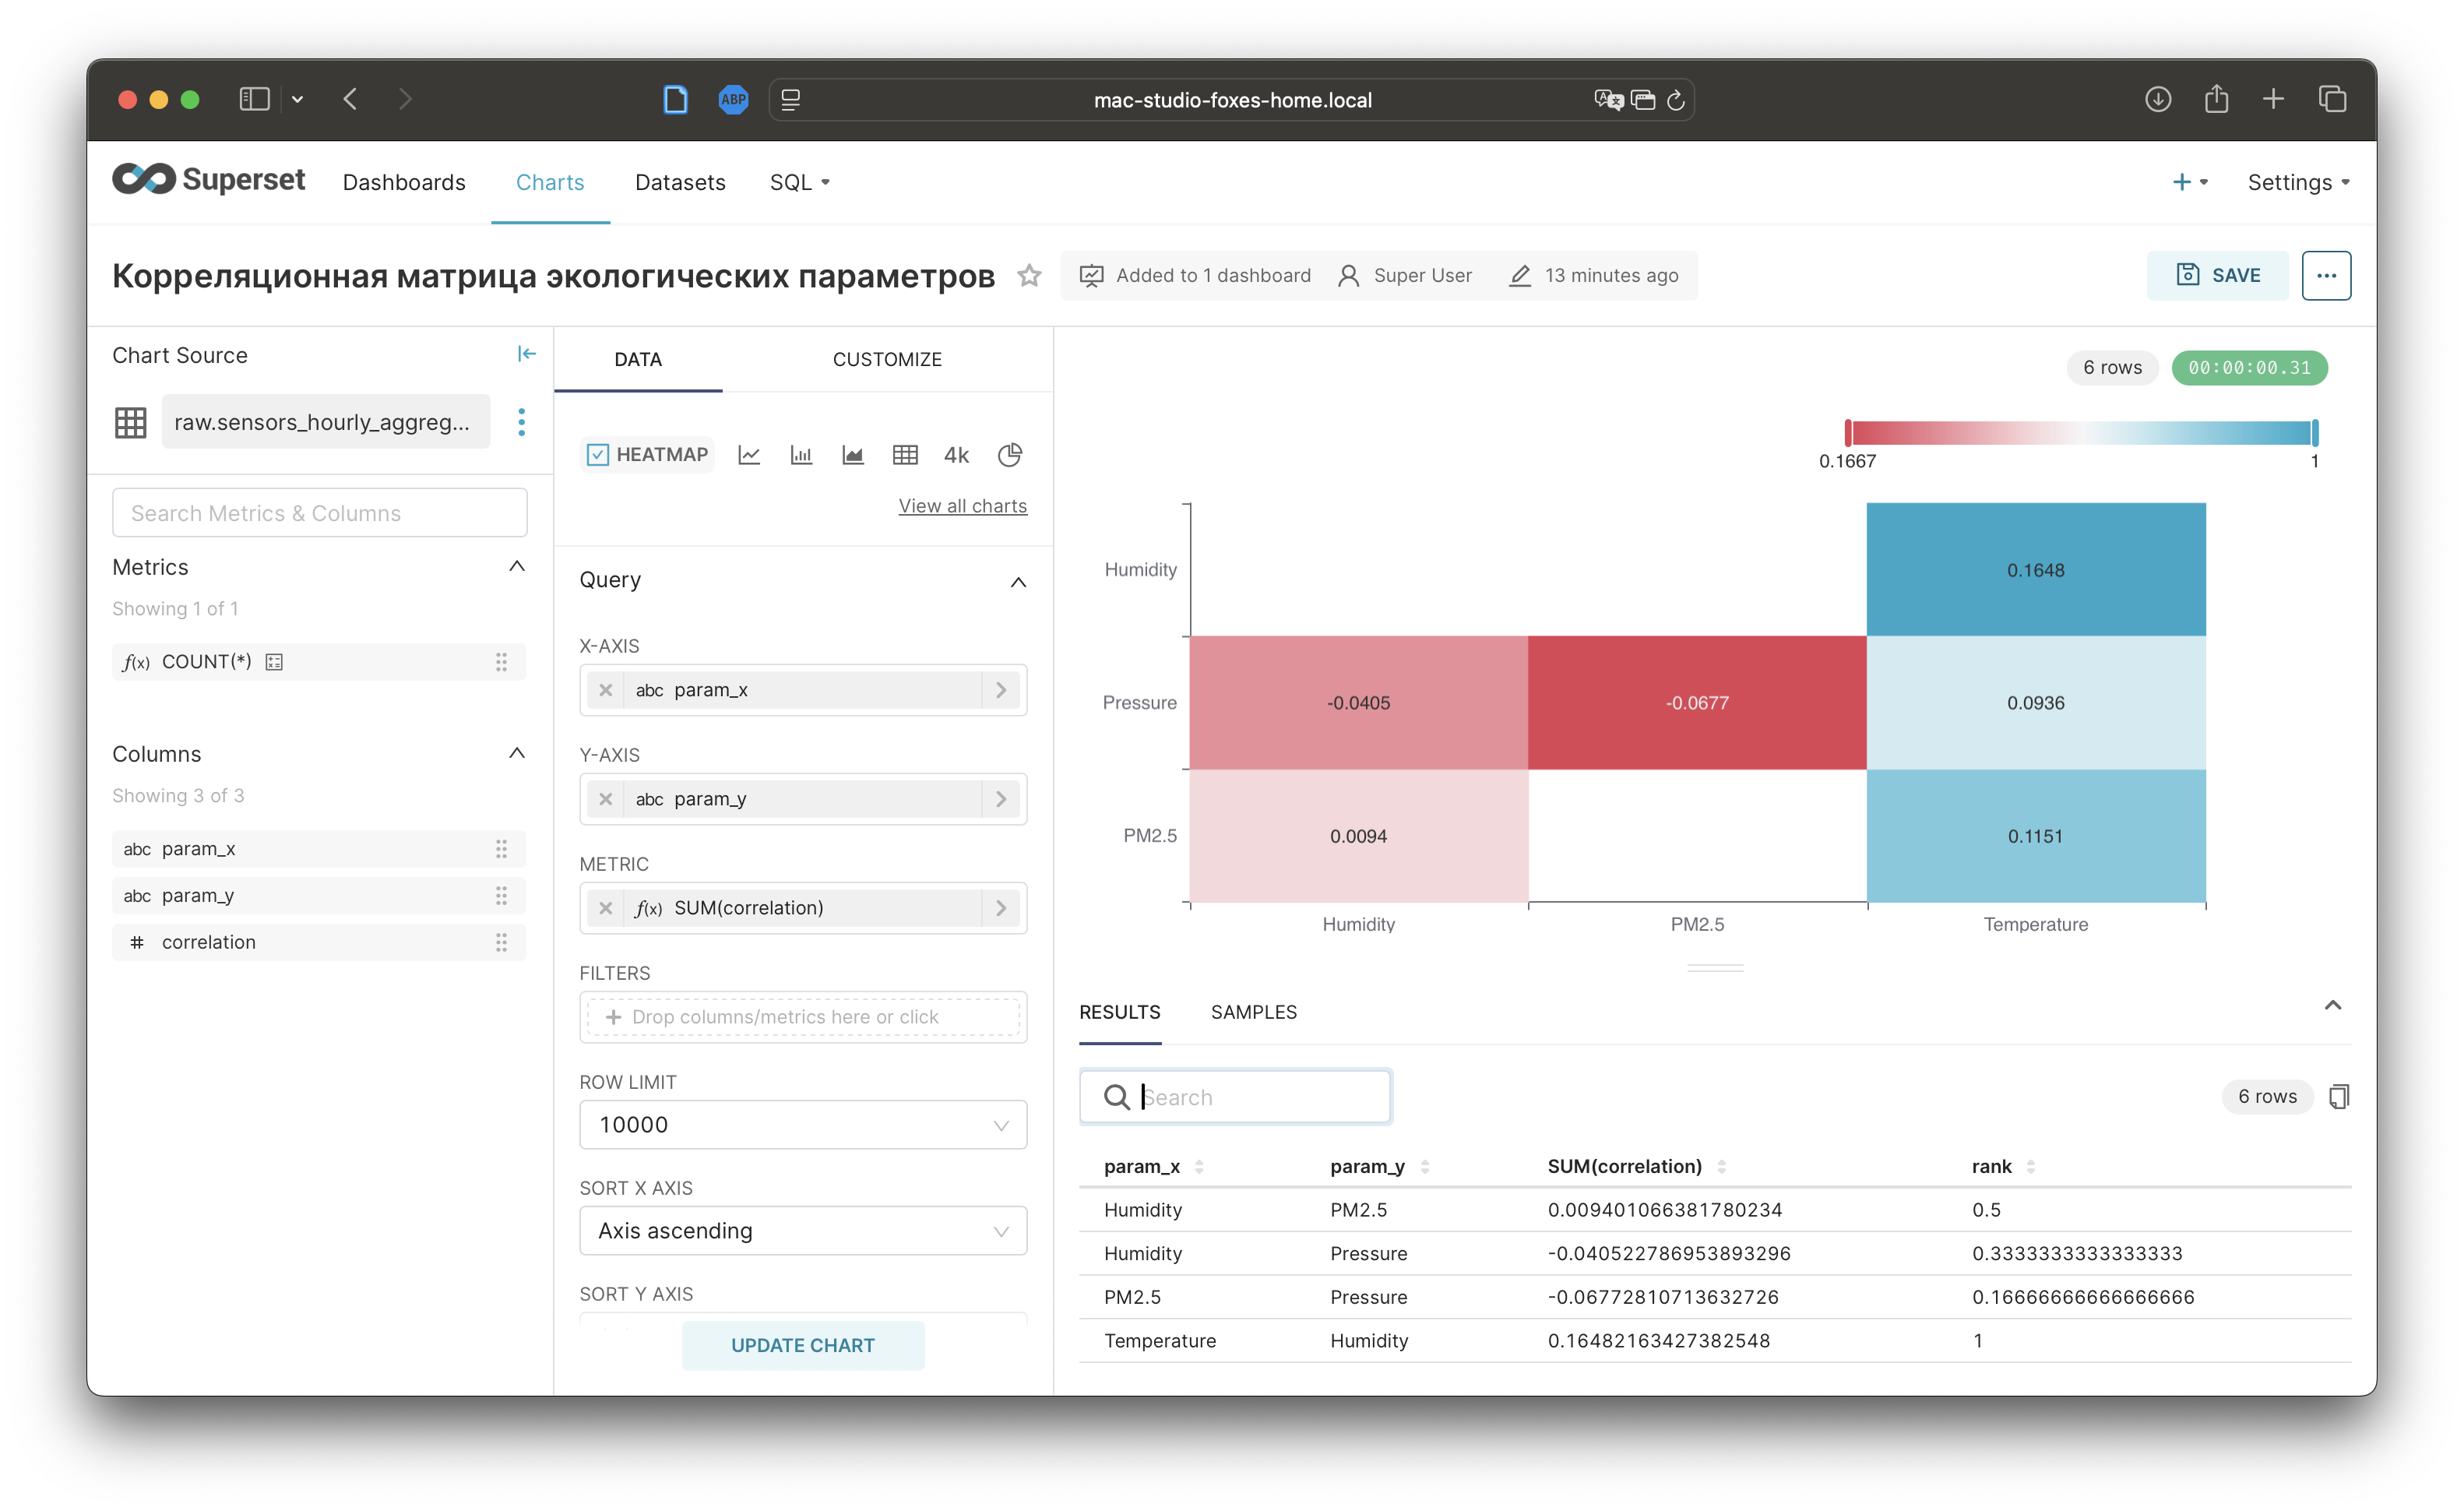 ABP
mac-studio-foxes-home.local
Superset
Dashboards
Charts
Datasets
SQL
Settings
Корреляционная матрица экологических параметров
Added to 1 dashboard
Super User
13 minutes ago
SAVE
Chart Source
raw.sensors_hourly_aggreg...
Search Metrics & Columns
Metrics
Showing 1 of 1
f(x) COUNT(*)
Columns
Showing 3 of 3
abc param_x
abc param_y
# correlation
DATA
CUSTOMIZE
HEATMAP
4k
View all charts
Query
X-AXIS
abc param_x
Y-AXIS
abc param_y
METRIC
f(x) SUM(correlation)
FILTERS
+ Drop columns/metrics here or click
ROW LIMIT
10000
SORT X AXIS
Axis ascending
SORT Y AXIS
UPDATE CHART
6 rows
00:00:00.31
0.1667
1
Humidity
0.1648
Pressure
-0.0405
-0.0677
0.0936
PM2.5
0.0094
0.1151
Humidity
PM2.5
Temperature
RESULTS
SAMPLES
Search
6 rows
param_x param_y SUM(correlation) rank
Humidity PM2.5 0.009401066381780234 0.5
Humidity Pressure -0.040522786953893296 0.3333333333333333
PM2.5 Pressure -0.06772810713632726 0.16666666666666666
Temperature Humidity 0.16482163427382548 1